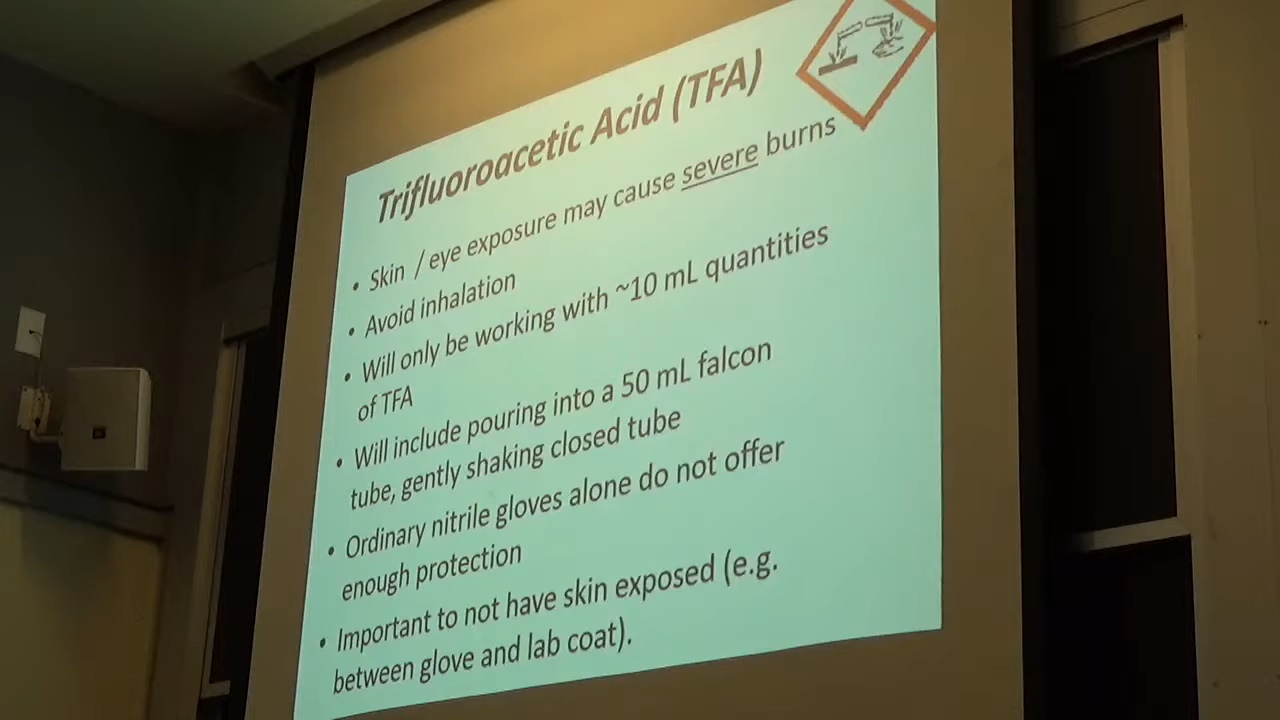 Trifluoroacetic Acid (TFA)
• Skin / eye exposure may cause severe burns
• Avoid inhalation
• Will only be working with ~10 mL quantities
of TFA
• Will include pouring into a 50 mL falcon
tube, gently shaking closed tube
• Ordinary nitrile gloves alone do not offer
enough protection
• Important to not have skin exposed (e.g.
between glove and lab coat).